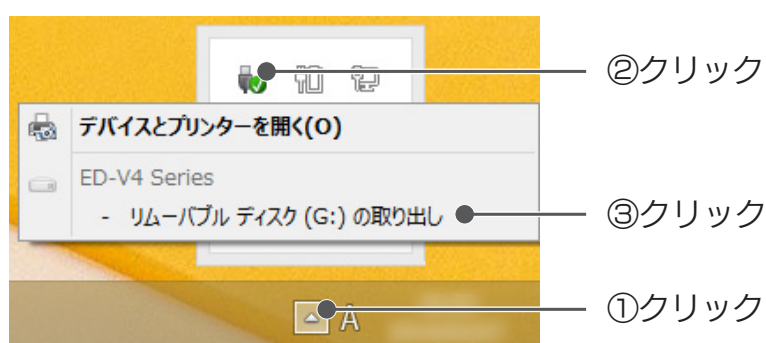 ②クリック
デバイスとプリンターを開く(O)
ED-V4 Series
- リムーバブル ディスク (G:) の取り出し
③クリック
A
①クリック